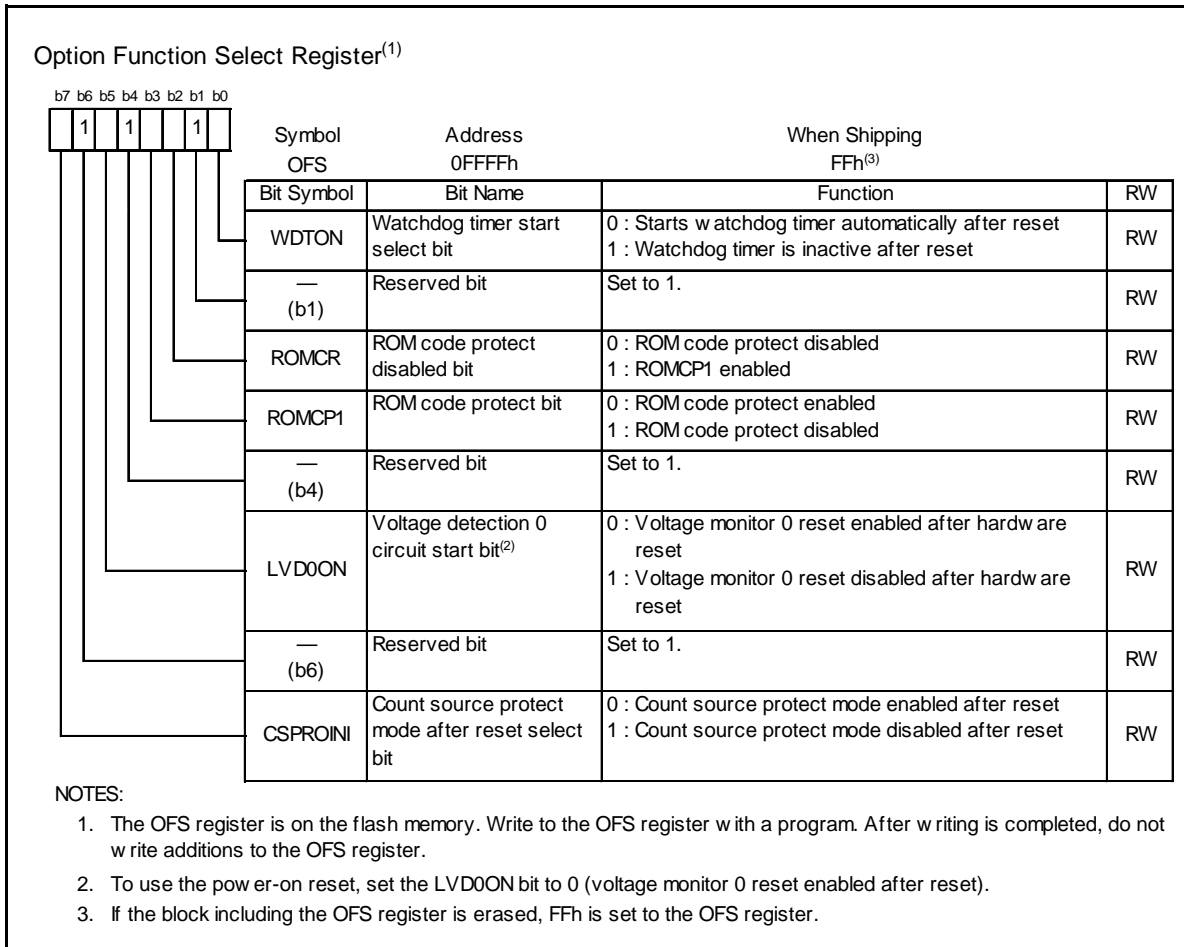 Option Function Select Register(1)
b7 b6 b5 b4 b3 b2 b1 b0
1 1 1
Symbol Address When Shipping
OFS 0FFFFh FFh(3)
Bit Symbol Bit Name Function RW
WDTON Watchdog timer start select bit 0 : Starts watchdog timer automatically after reset
1 : Watchdog timer is inactive after reset RW
— (b1) Reserved bit Set to 1. RW
ROMCR ROM code protect disabled bit 0 : ROM code protect disabled
1 : ROMCP1 enabled RW
ROMCP1 ROM code protect bit 0 : ROM code protect enabled
1 : ROM code protect disabled RW
— (b4) Reserved bit Set to 1. RW
LVD0ON Voltage detection 0 circuit start bit(2) 0 : Voltage monitor 0 reset enabled after hardware
reset
1 : Voltage monitor 0 reset disabled after hardware
reset RW
— (b6) Reserved bit Set to 1. RW
CSPROINI Count source protect mode after reset select bit 0 : Count source protect mode enabled after reset
1 : Count source protect mode disabled after reset RW
NOTES:
1. The OFS register is on the flash memory. Write to the OFS register with a program. After writing is completed, do not
write additions to the OFS register.
2. To use the power-on reset, set the LVD0ON bit to 0 (voltage monitor 0 reset enabled after reset).
3. If the block including the OFS register is erased, FFh is set to the OFS register.